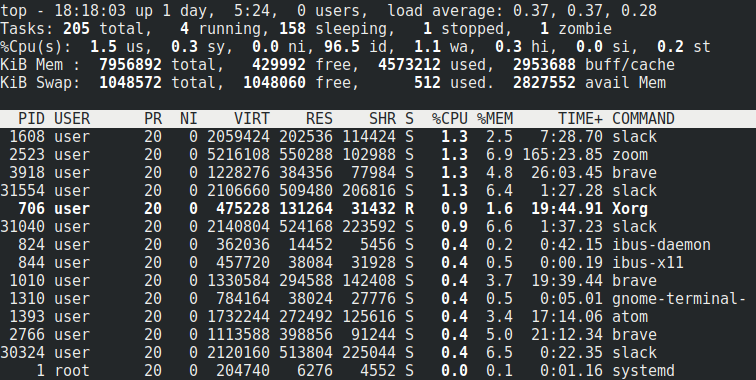 top - 18:18:03 up 1 day,  5:24,  0 users,  load average: 0.37, 0.37, 0.28
Tasks: 205 total,   4 running, 158 sleeping,   1 stopped,   1 zombie
%Cpu(s):  1.5 us,  0.3 sy,  0.0 ni, 96.5 id,  1.1 wa,  0.3 hi,  0.0 si,  0.2 st
KiB Mem :  7956892 total,   429992 free,  4573212 used,  2953688 buff/cache
KiB Swap:  1048572 total,  1048060 free,      512 used.  2827552 avail Mem
PID USER      PR  NI    VIRT    RES    SHR S  %CPU %MEM     TIME+ COMMAND
1608 user      20   0 2059424 202536 114424 S   1.3  2.5   7:28.70 slack
2523 user      20   0 5216108 550288 102988 S   1.3  6.9 165:23.85 zoom
3918 user      20   0 1228276 384356  77984 S   1.3  4.8  26:03.45 brave
31554 user      20   0 2106660 509480 206816 S   1.3  6.4   1:27.28 slack
706 user      20   0  475228 131264  31432 R   0.9  1.6  19:44.91 Xorg
31040 user      20   0 2140804 524168 223592 S   0.9  6.6   1:37.23 slack
824 user      20   0  362036  14452   5456 S   0.4  0.2   0:42.15 ibus-daemon
844 user      20   0  457720  38084  31928 S   0.4  0.5   0:00.19 ibus-x11
1010 user      20   0 1330584 294588 142408 S   0.4  3.7  19:39.44 brave
1310 user      20   0  784164  38024  27776 S   0.4  0.5   0:05.01 gnome-terminal-
1393 user      20   0 1732244 272492 125616 S   0.4  3.4  17:14.06 atom
2766 user      20   0 1113588 398856  91244 S   0.4  5.0  21:12.34 brave
30324 user      20   0 2120160 513804 225044 S   0.4  6.5   0:22.35 slack
1 root      20   0  204740   6276   4552 S   0.0  0.1   0:01.16 systemd